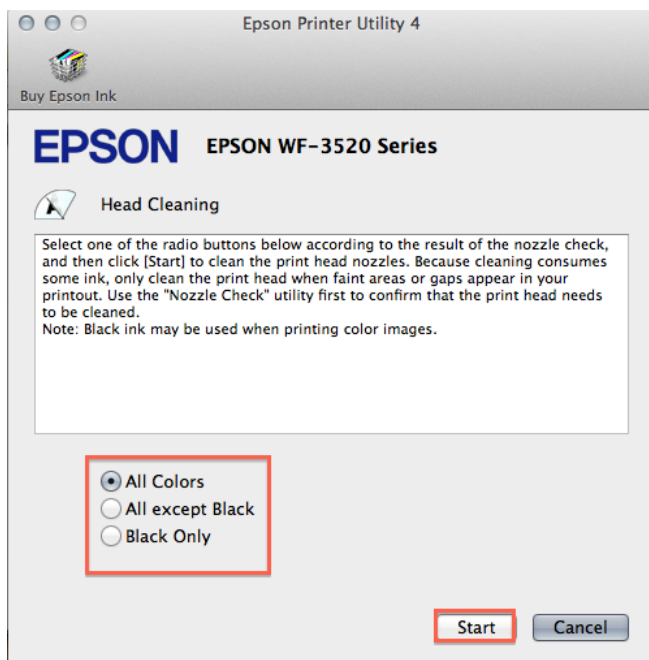 Epson Printer Utility 4
Buy Epson Ink
EPSON EPSON WF-3520 Series
Head Cleaning
Select one of the radio buttons below according to the result of the nozzle check,
and then click [Start] to clean the print head nozzles. Because cleaning consumes
some ink, only clean the print head when faint areas or gaps appear in your
printout. Use the "Nozzle Check" utility first to confirm that the print head needs
to be cleaned.
Note: Black ink may be used when printing color images.
All Colors
All except Black
Black Only
Start Cancel